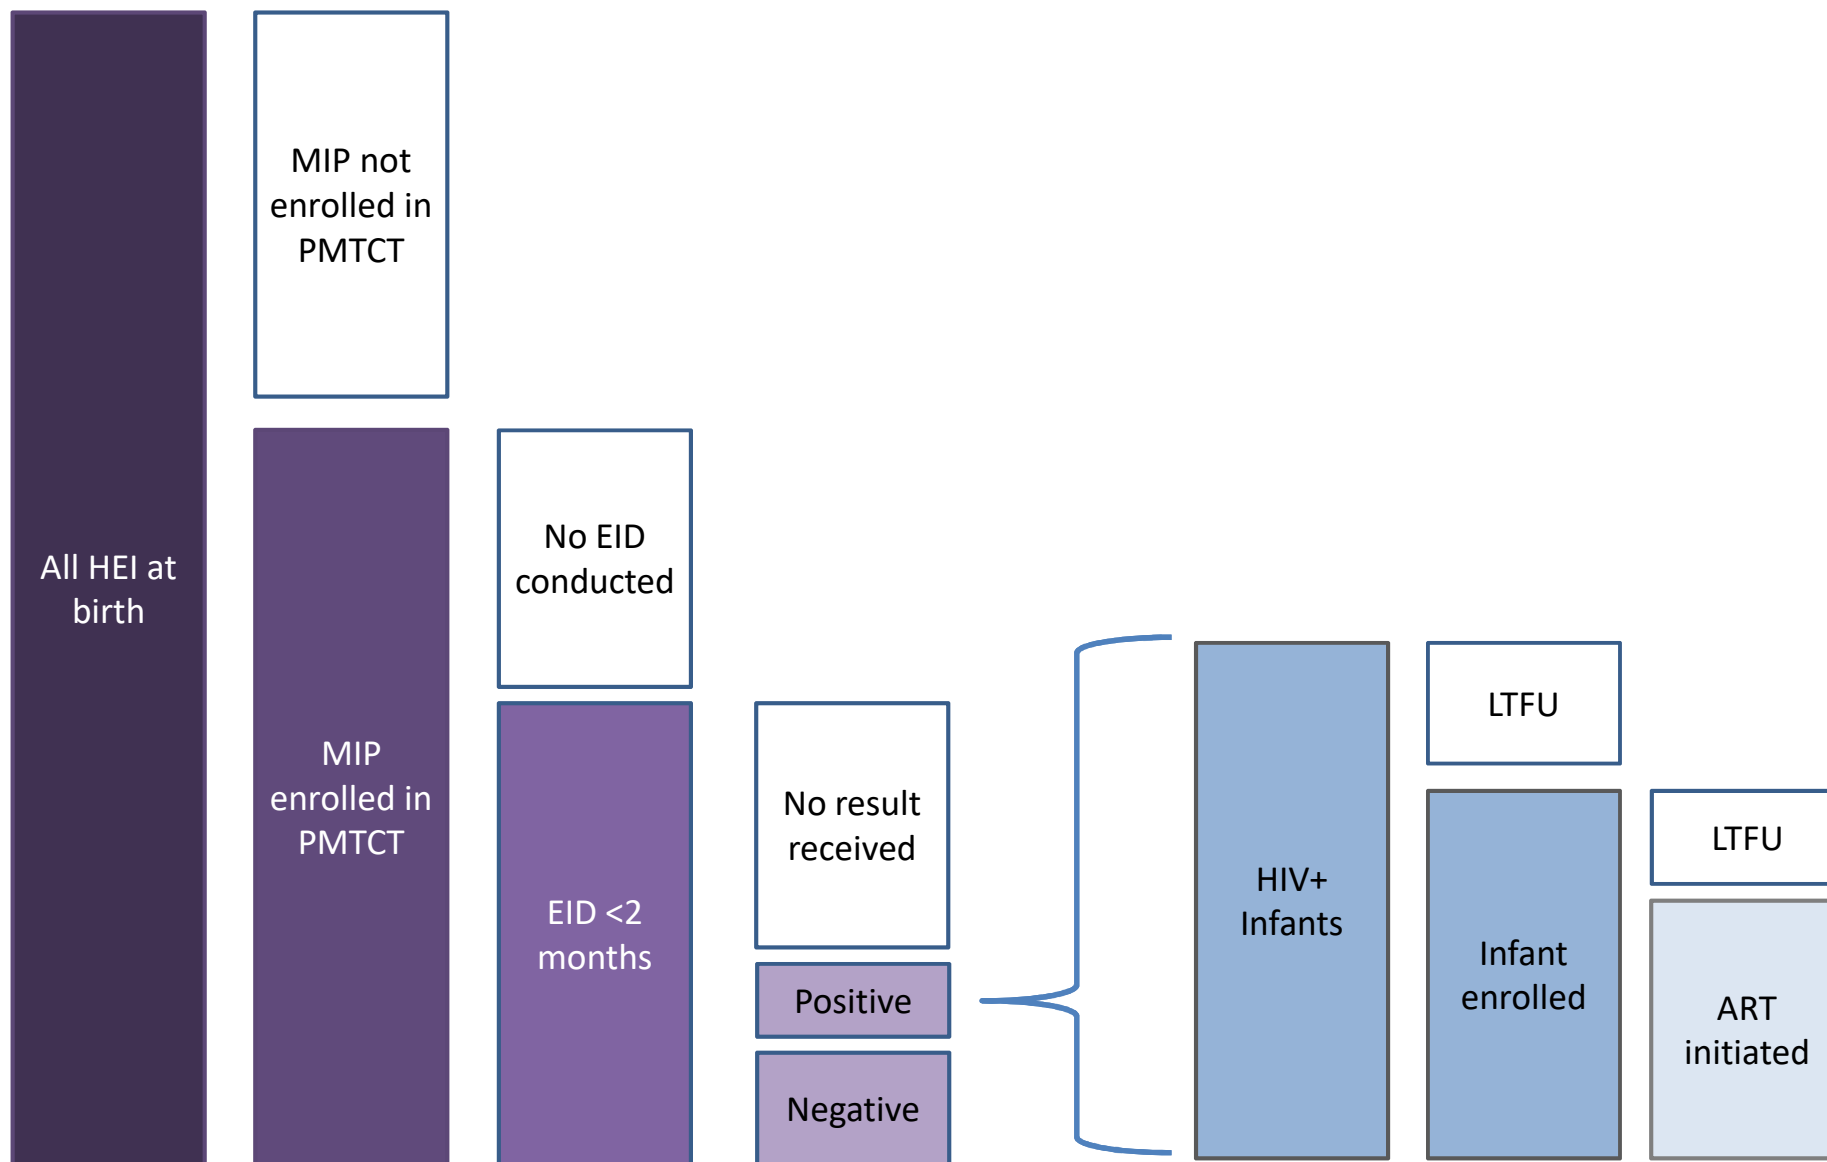 All HEI at
birth
MIP not
enrolled in
PMTCT
MIP
enrolled in
PMTCT
No EID
conducted
EID <2
months
No result
received
Positive
Negative
HIV+
Infants
LTFU
Infant
enrolled
LTFU
ART
initiated